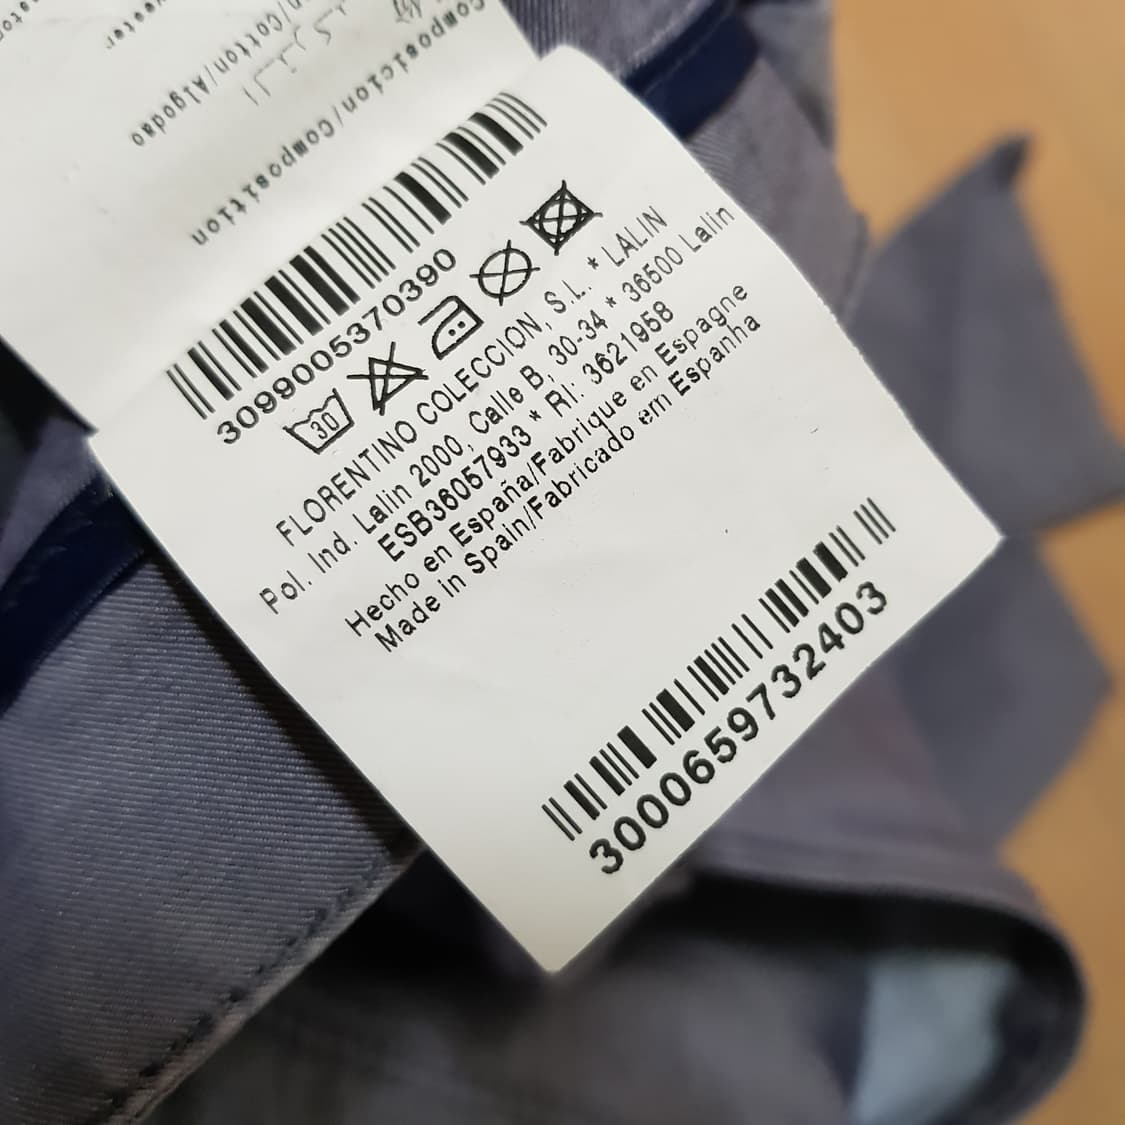 Composicion/Composition
n/Cotton/Algodao
3099005370390
30
FLORENTINO COLECCION, S.L. * LALIN
Pol. Ind. Lalin 2000, Calle B, 30-34 * 36500 Lalin
ESB36057933 * RI: 3621958
Hecho en España/Fabrique en Espagne
Made in Spain/Fabricado em Espanha
3000659732403